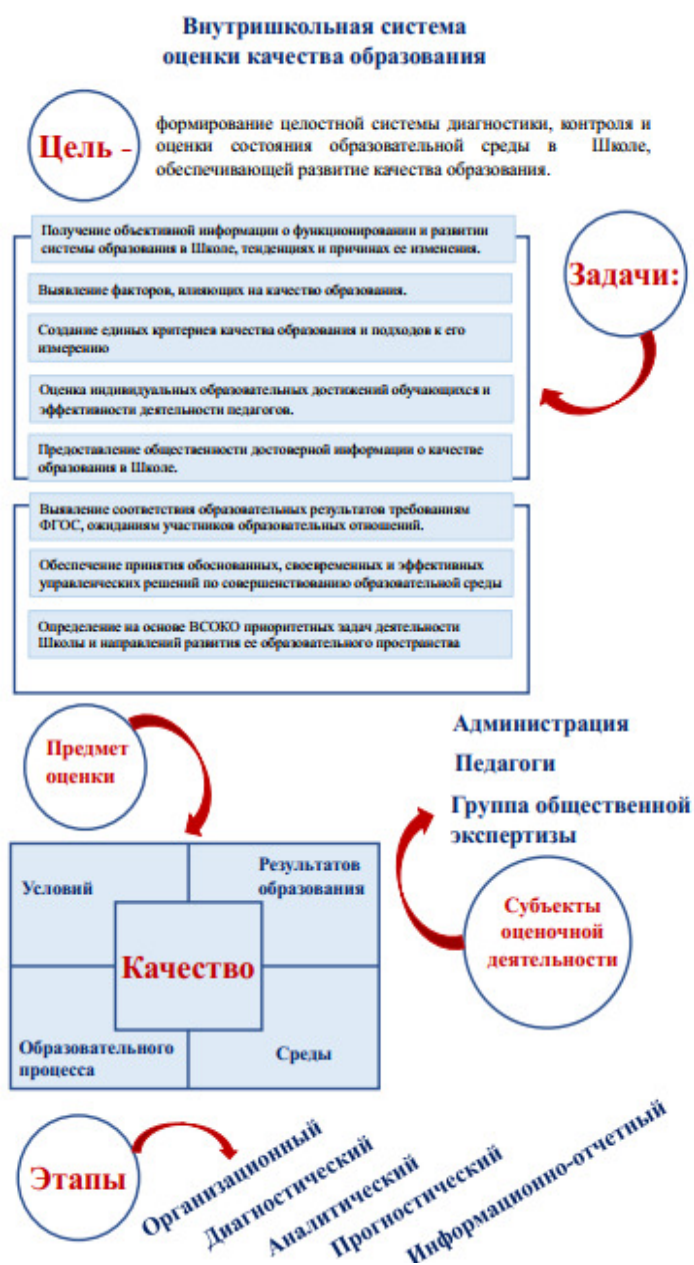 Внутришкольная система
оценки качества образования
Цель -
формирование целостной системы диагностики, контроля и
оценки состояния образовательной среды в Школе,
обеспечивающей развитие качества образования.
Задачи:
Получение объективной информации о функционировании и развитии
системы образования в Школе, тенденциях и причинах ее изменения.
Выявление факторов, влияющих на качество образования.
Создание единых критериев качества образования и подходов к его
измерению
Оценка индивидуальных образовательных достижений обучающихся и
эффективности деятельности педагогов.
Предоставление общественности достоверной информации о качестве
образования в Школе.
Выявление соответствия образовательных результатов требованиям
ФГОС, ожиданиям участников образовательных отношений.
Обеспечение принятия обоснованных, своевременных и эффективных
управленческих решений по совершенствованию образовательной среды
Определение на основе ВСОКО приоритетных задач деятельности
Школы и направлений развития ее образовательного пространства
Предмет
оценки
Администрация
Педагоги
Группа общественной
экспертизы
Субъекты
оценочной
деятельности
Условий
Результатов
образования
Качество
Образовательного
процесса
Среды
Этапы
Организационный
Диагностический
Аналитический
Прогностический
Информационно-отчетный